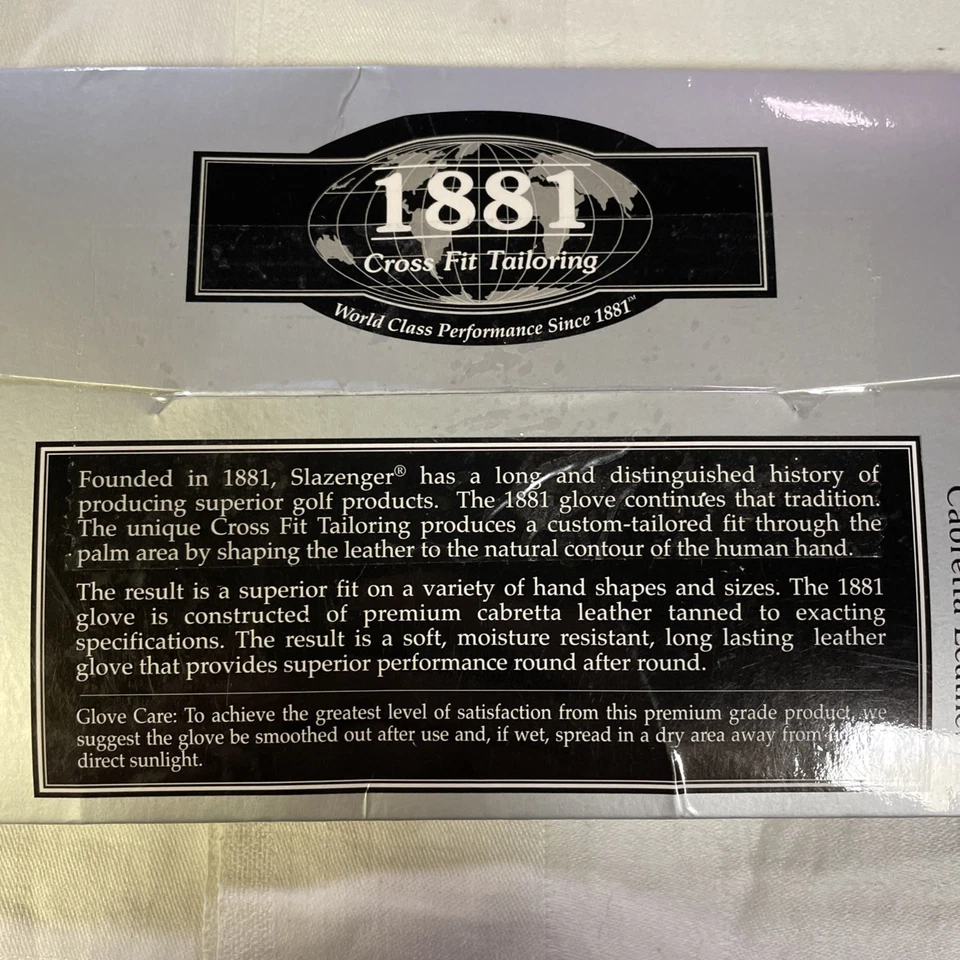 1881
Cross Fit Tailoring
World Class Performance Since 1881™
Founded in 1881, Slazenger® has a long and distinguished history of
producing superior golf products. The 1881 glove continues that tradition.
The unique Cross Fit Tailoring produces a custom-tailored fit through the
palm area by shaping the leather to the natural contour of the human hand.
The result is a superior fit on a variety of hand shapes and sizes. The 1881
glove is constructed of premium cabretta leather tanned to exacting
specifications. The result is a soft, moisture resistant, long lasting leather
glove that provides superior performance round after round.
Glove Care: To achieve the greatest level of satisfaction from this premium grade product, we
suggest the glove be smoothed out after use and, if wet, spread in a dry area away from
direct sunlight.